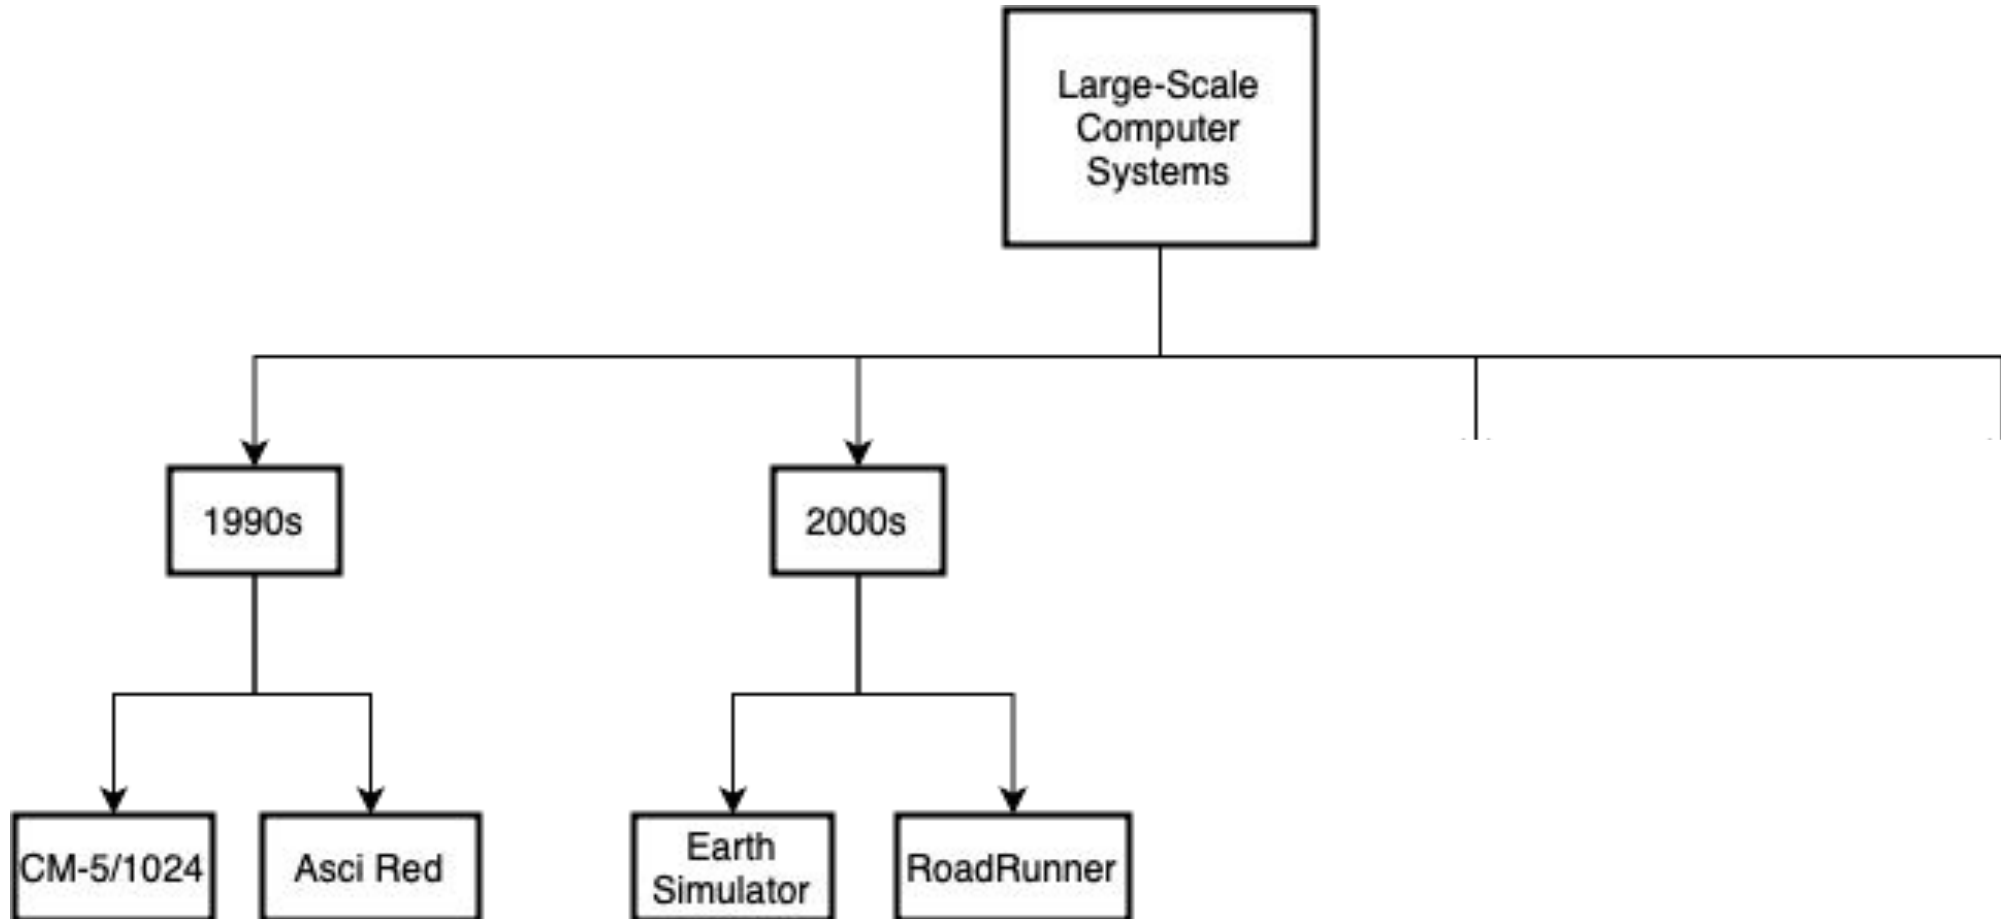 Large-Scale
Computer
Systems
1990s
2000s
CM-5/1024
Asci Red
Earth
Simulator
RoadRunner